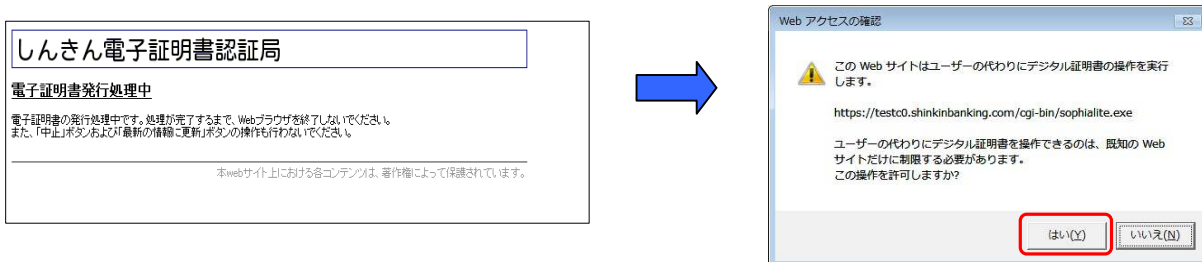 しんきん電子証明書認証局
電子証明書発行処理中
電子証明書の発行処理中です。処理が完了するまで、Webブラウザを終了しないでください。
また、「中止」ボタンおよび「最新の情報に更新」ボタンの操作も行わないでください。
本webサイト上における各コンテンツは、著作権によって保護されています。
Web アクセスの確認
この Web サイトはユーザーの代わりにデジタル証明書の操作を実行
します。
https://testc0.shinkinbanking.com/cgi-bin/sophialite.exe
ユーザーの代わりにデジタル証明書を操作できるのは、既知の Web
サイトだけに制限する必要があります。
この操作を許可しますか?
はい(Y)
いいえ(N)